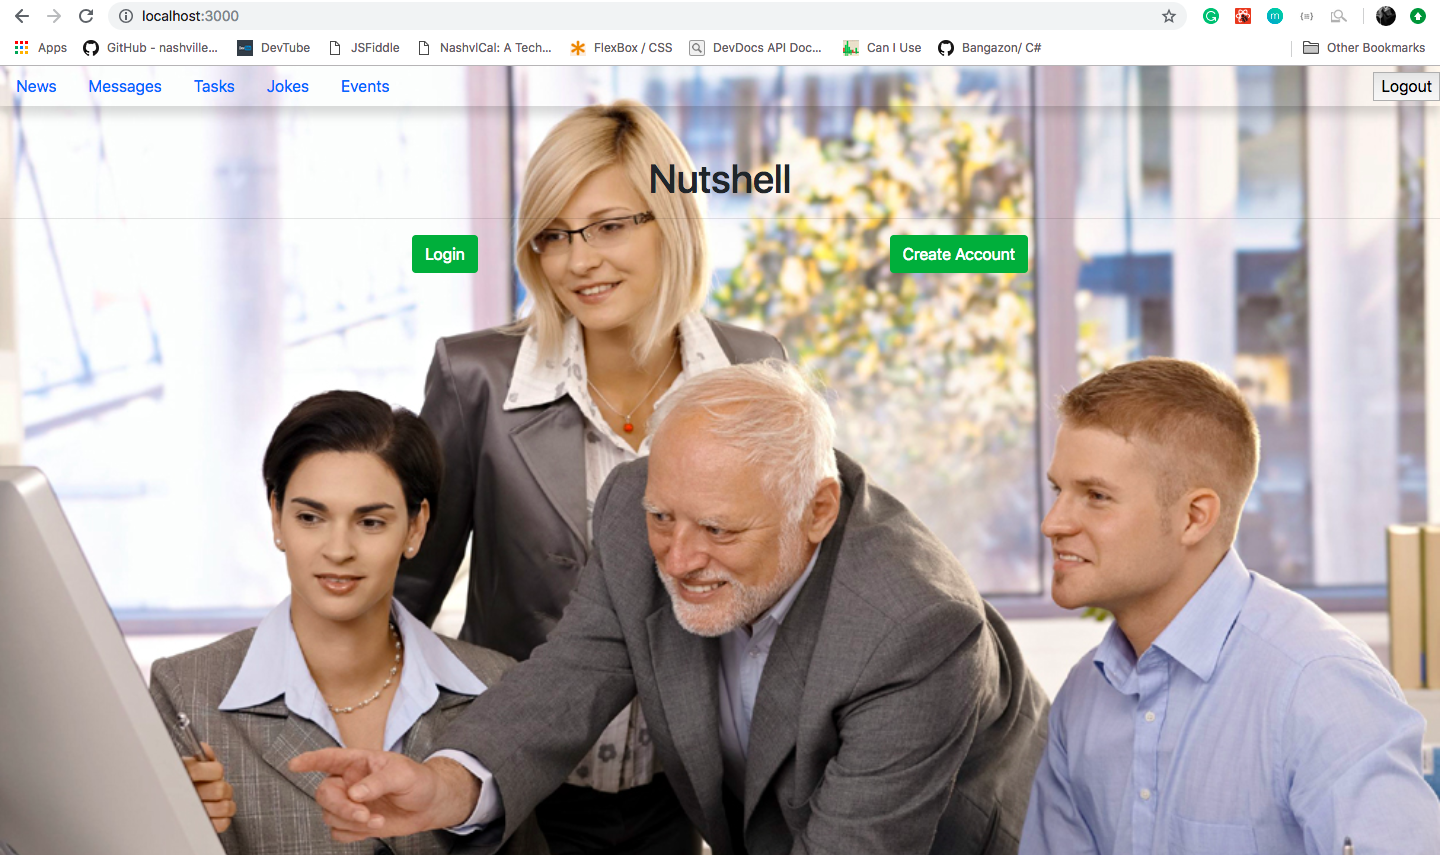 localhost:3000
Apps GitHub - nashville... DevTube JSFiddle NashvlCal: A Tech... FlexBox / CSS DevDocs API Doc... Can I Use Bangazon/ C# Other Bookmarks
News Messages Tasks Jokes Events Logout
Nutshell
Login Create Account